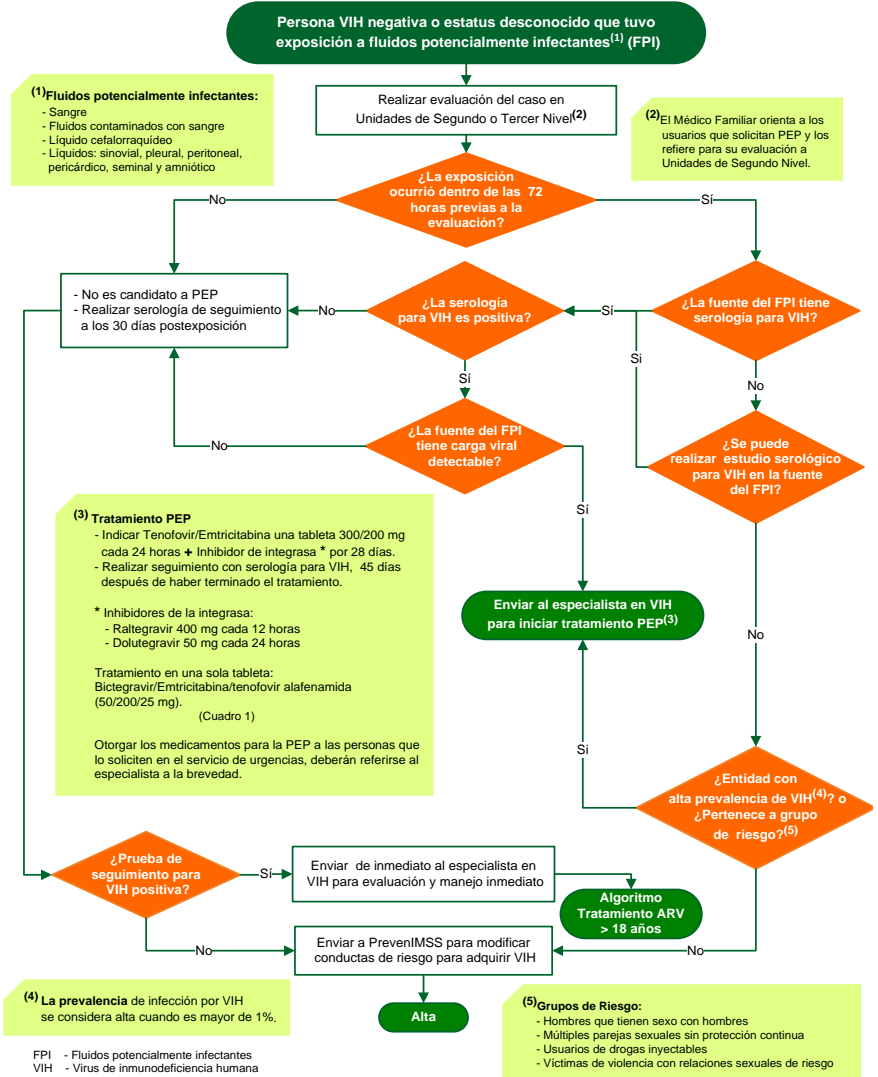 Persona VIH negativa o estatus desconocido que tuvo
exposición a fluidos potencialmente infectantes(1) (FPI)
(1)Fluidos potencialmente infectantes:
- Sangre
- Fluidos contaminados con sangre
- Líquido cefalorraquídeo
- Líquidos: sinovial, pleural, peritoneal,
pericárdico, seminal y amniótico
Realizar evaluación del caso en
Unidades de Segundo o Tercer Nivel(2)
(2)El Médico Familiar orienta a los
usuarios que solicitan PEP y los
refiere para su evaluación a
Unidades de Segundo Nivel.
¿La exposición
ocurrió dentro de las 72
horas previas a la
evaluación?
No
Sí
- No es candidato a PEP
- Realizar serología de seguimiento
a los 30 días postexposición
No
¿La serología
para VIH es positiva?
Sí
¿La fuente del FPI tiene
serología para VIH?
Si
Sí
No
No
¿La fuente del FPI
tiene carga viral
detectable?
¿Se puede
realizar estudio serológico
para VIH en la fuente
del FPI?
Sí
No
(3) Tratamiento PEP
- Indicar Tenofovir/Emtricitabina una tableta 300/200 mg
cada 24 horas + Inhibidor de integrasa * por 28 días.
- Realizar seguimiento con serología para VIH, 45 días
después de haber terminado el tratamiento.
* Inhibidores de la integrasa:
- Raltegravir 400 mg cada 12 horas
- Dolutegravir 50 mg cada 24 horas
Tratamiento en una sola tableta:
Bictegravir/Emtricitabina/tenofovir alafenamida
(50/200/25 mg).
(Cuadro 1)
Otorgar los medicamentos para la PEP a las personas que
lo soliciten en el servicio de urgencias, deberán referirse al
especialista a la brevedad.
Enviar al especialista en VIH
para iniciar tratamiento PEP(3)
Si
¿Entidad con
alta prevalencia de VIH(4)? o
¿Pertenece a grupo
de riesgo?(5)
¿Prueba de
seguimiento para
VIH positiva?
Sí
Enviar de inmediato al especialista en
VIH para evaluación y manejo inmediato
Algoritmo
Tratamiento ARV
> 18 años
No
Enviar a PrevenIMSS para modificar
conductas de riesgo para adquirir VIH
No
Alta
(4) La prevalencia de infección por VIH
se considera alta cuando es mayor de 1%.
(5)Grupos de Riesgo:
- Hombres que tienen sexo con hombres
- Múltiples parejas sexuales sin protección continua
- Usuarios de drogas inyectables
- Víctimas de violencia con relaciones sexuales de riesgo
FPI - Fluidos potencialmente infectantes
VIH - Virus de inmunodeficiencia humana